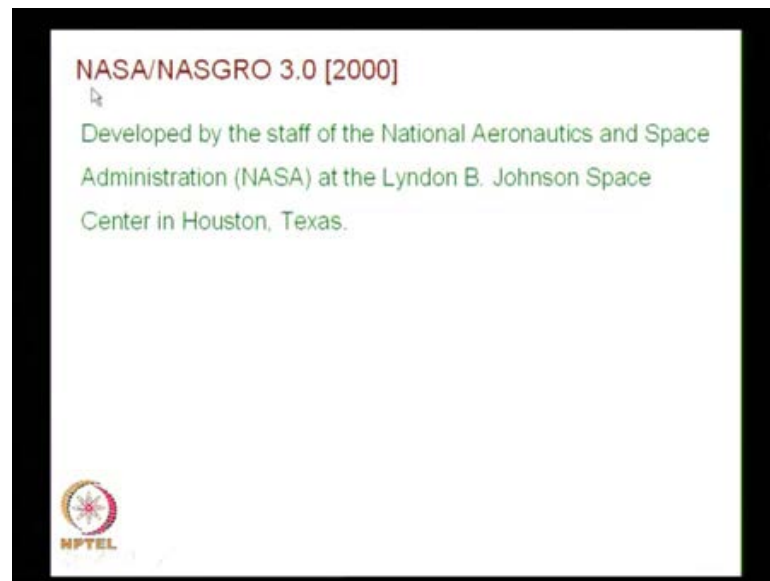 NASA/NASGRO 3.0 [2000]
Developed by the staff of the National Aeronautics and Space
Administration (NASA) at the Lyndon B. Johnson Space
Center in Houston, Texas.
NPTEL